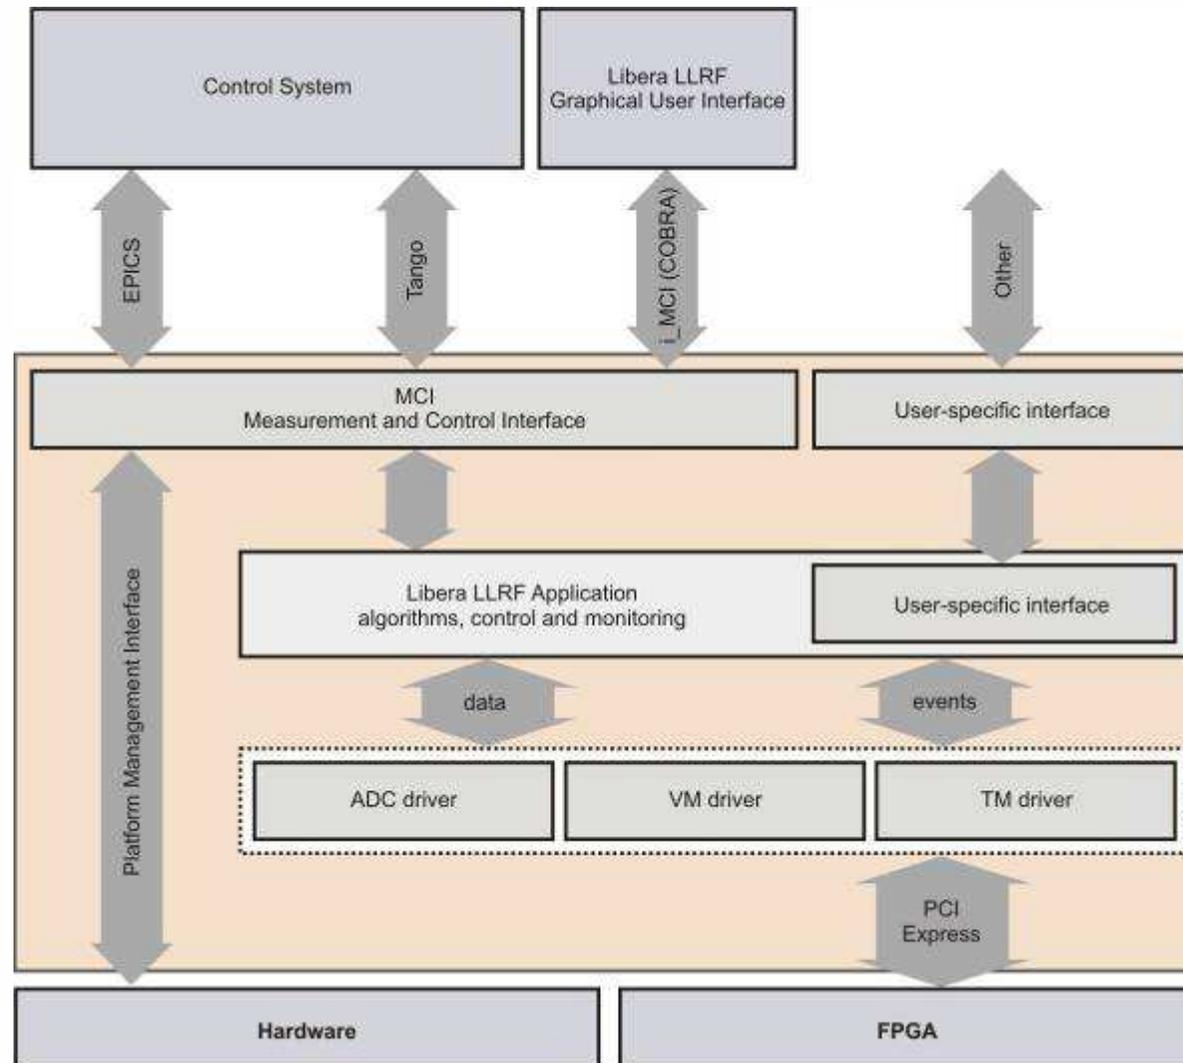 Control System
Libera LLRF
Graphical User Interface
EPICS
Tango
i_MCI (COBRA)
Other
MCI
Measurement and Control Interface
User-specific interface
Platform Management Interface
Libera LLRF Application
algorithms, control and monitoring
User-specific interface
data
events
ADC driver
VM driver
TM driver
PCI
Express
Hardware
FPGA